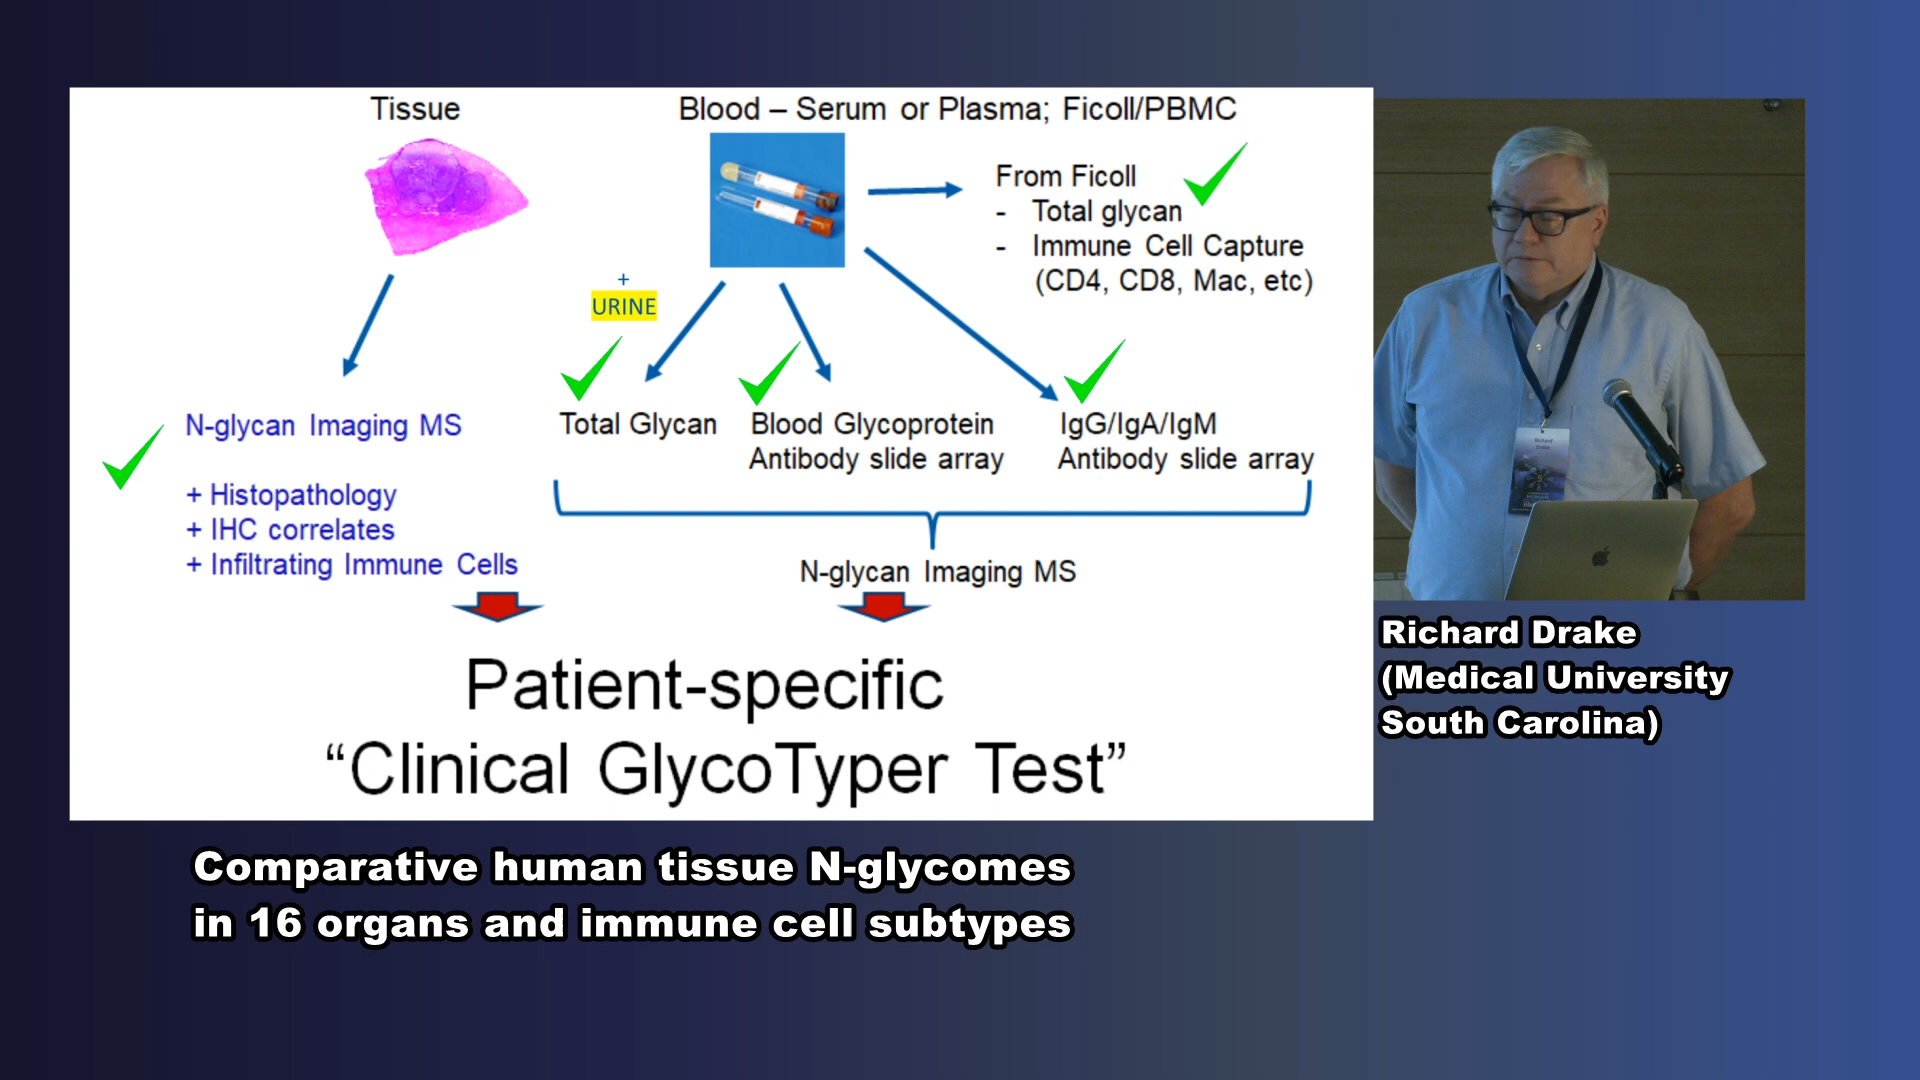 Tissue
Blood – Serum or Plasma; Ficoll/PBMC
From Ficoll
- Total glycan
- Immune Cell Capture
(CD4, CD8, Mac, etc)
+
URINE
N-glycan Imaging MS
+ Histopathology
+ IHC correlates
+ Infiltrating Immune Cells
Total Glycan
Blood Glycoprotein
Antibody slide array
IgG/IgA/IgM
Antibody slide array
N-glycan Imaging MS
Patient-specific
“Clinical GlycoTyper Test”
Richard
Drake
HUMAN
Richard Drake
(Medical University
South Carolina)
Comparative human tissue N-glycomes
in 16 organs and immune cell subtypes